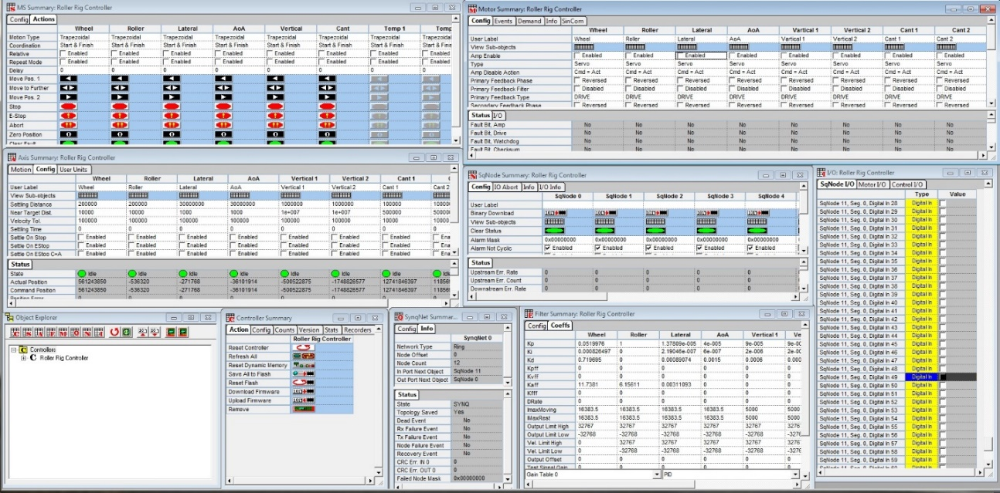 MS Summary: Roller Rig Controller
Config Actions
Wheel Roller Lateral AoA Vertical Cant Temp 1 Temp
Motion Type Trapezoidal Trapezoidal Trapezoidal Trapezoidal Trapezoidal Trapezoidal Trapezoidal Trapezoidal
Coordination Start & Finish Start & Finish Start & Finish Start & Finish Start & Finish Start & Finish Start & Finish Start & Finis
Relative Enabled Enabled Enabled Enabled Enabled Enabled Enabled Enabled
Repeat Mode Enabled Enabled Enabled Enabled Enabled Enabled Enabled Enabled
Delay 0 0 0 0 0 0 0 0
Move Pos. 1
Move to Further
Move Pos. 2
Stop
E-Stop
Abort
Zero Position 0 0 0 0 0 0
Clear Fault
Motor Summary: Roller Rig Controller
Config Events Demand Info SinCom
Wheel Roller Lateral AoA Vertical 1 Vertical 2 Cant 1 Cant 2
User Label Wheel Roller Lateral AoA Vertical 1 Vertical 2 Cant 1 Cant 2
View Sub-objects
Amp Enable Enabled Enabled Enabled Enabled Enabled Enabled Enabled Enabled
Type Servo Servo Servo Servo Servo Servo Servo Servo
Amp Disable Action Cmd = Act Cmd = Act Cmd = Act Cmd = Act Cmd = Act Cmd = Act Cmd = Act Cmd = Act
Primary Feedback Phase Reversed Reversed Reversed Reversed Reversed Reversed Reversed Reversed
Primary Feedback Filter Disabled Disabled Disabled Disabled Disabled Disabled Disabled Disabled
Primary Feedback Type DRIVE DRIVE DRIVE DRIVE DRIVE DRIVE DRIVE DRIVE
Secondary Feedback Phase Reversed Reversed Reversed Reversed Reversed Reversed Reversed Reversed
Status I/O
Fault Bit, Amp No No No No No No No No
Fault Bit, Drive No No No No No No No No
Fault Bit, Watchdog No No No No No No No No
Fault Bit, Checksum No No No No No No No No
Axis Summary: Roller Rig Controller
Motion Config User Units
Wheel Roller Lateral AoA Vertical 1 Vertical 2 Cant 1
User Label Wheel Roller Lateral AoA Vertical 1 Vertical 2 Cant 1 Cant 2
View Sub-objects
Settling Distance 200000 200000 30000000 30000000 1000000 1000000 1000000 10000
Near Target Dist. 10000 10000 1000 1000 1e+007 1e+007 500000 50000
Velocity Tol. 100000 100000 100000 100000 100000 100000 100000 10000
Settling Time 0 0 0 0 0 0 0 0
Settle On Stop Enabled Enabled Enabled Enabled Enabled Enabled Enabled Ena
Settle On EStop Enabled Enabled Enabled Enabled Enabled Enabled Enabled Ena
Settle On EStop C=A Enabled Enabled Enabled Enabled Enabled Enabled Enabled Ena
Status
State Idle Idle Idle Idle Idle Idle Idle Idle
Actual Position 561243850 -536320 -271768 -36101914 -500522875 -1748826577 12741846397 11856
Command Position 561243850 -536320 -271768 -36101914 -500522875 -1748826577 12741846397 11856
Position Error 0 0 0 0 0 0 0
SqNode Summary: Roller Rig Controller
Config IO Abort Info I/O Info
SqNode 0 SqNode 1 SqNode 2 SqNode 3 SqNode 4
User Label
Binary Download
View Sub-objects
Clear Status
Alarm Mask 0x00000000 0x00000000 0x00000000 0x00000000 0x00000000
Alarm Not Cyclic Enabled Enabled Enabled Enabled Enabled
Status
Upstream Err. Rate 0 0 0 0 0
Upstream Err. Count 0 0 0 0 0
Downstream Err. Rate 0 0 0 0 0
I/O: Roller Rig Controller
SqNode I/O Motor I/O Control I/O
Type Value
SqNode 11, Seg. 0, Digital In 28 Digital In
SqNode 11, Seg. 0, Digital In 29 Digital In
SqNode 11, Seg. 0, Digital In 30 Digital In
SqNode 11, Seg. 0, Digital In 31 Digital In
SqNode 11, Seg. 0, Digital In 32 Digital In
SqNode 11, Seg. 0, Digital In 33 Digital In
SqNode 11, Seg. 0, Digital In 34 Digital In
SqNode 11, Seg. 0, Digital In 35 Digital In
SqNode 11, Seg. 0, Digital In 36 Digital In
SqNode 11, Seg. 0, Digital In 37 Digital In
SqNode 11, Seg. 0, Digital In 38 Digital In
SqNode 11, Seg. 0, Digital In 39 Digital In
SqNode 11, Seg. 0, Digital In 40 Digital In
SqNode 11, Seg. 0, Digital In 41 Digital In
SqNode 11, Seg. 0, Digital In 42 Digital In
SqNode 11, Seg. 0, Digital In 43 Digital In
SqNode 11, Seg. 0, Digital In 44 Digital In
SqNode 11, Seg. 0, Digital In 45 Digital In
SqNode 11, Seg. 0, Digital In 46 Digital In
SqNode 11, Seg. 0, Digital In 47 Digital In
SqNode 11, Seg. 0, Digital In 48 Digital In
SqNode 11, Seg. 0, Digital In 49 Digital In
SqNode 11, Seg. 0, Digital In 50 Digital In
SqNode 11, Seg. 0, Digital In 51 Digital In
SqNode 11, Seg. 0, Digital In 52 Digital In
SqNode 11, Seg. 0, Digital In 53 Digital In
SqNode 11, Seg. 0, Digital In 54 Digital In
SqNode 11, Seg. 0, Digital In 55 Digital In
SqNode 11, Seg. 0, Digital In 56 Digital In
SqNode 11, Seg. 0, Digital In 57 Digital In
SqNode 11, Seg. 0, Digital In 58 Digital In
SqNode 11, Seg. 0, Digital In 59 Digital In
SqNode 11, Seg. 0, Digital In 60 Digital In
Object Explorer
Controllers
Roller Rig Controller
Controller Summary
Action Config Counts Version Stats Recorders
Roller Rig Controller
Reset Controller
Refresh All
Reset Dynamic Memory
Save All to Flash
Reset Flash
Download Firmware
Upload Firmware
Remove
SynqNet Summar...
Config Info
SynqNet 0
Network Type Ring
Node Offset 0
Node Count 12
In Port Next Object SqNode 11
Out Port Next Object SqNode 0
Status
State SYNQ
Topology Saved Yes
Dead Event No
Rx Failure Event No
Tx Failure Event No
Node Failure Event No
Recovery Event No
CRC Err. IN 0 0
CRC Err. OUT 0 0
Failed Node Mask 0x00000000
Filter Summary: Roller Rig Controller
Config Coeffs
Wheel Roller Lateral AoA Vertical 1 Ve
Kp 0.0519976 1 1.37809e-005 4e-005 9e-005 9e-00
Ki 0.000826497 0 2.19046e-007 6e-007 2e-006 2e-00
Kd 0.719695 0 0.00089074 0.0015 0.0006 0.000
Kpff 0 0 0 0 0 0
Kvff 0 0 0 0 0 0
Kaff 11.7381 6.15611 0.00311093 0 0 0
Kfff 0 0 0 0 0 0
DRate 0 0 0 0 0 0
ImaxMoving 16383.5 16383.5 16383.5 16383.5 5000 5000
IMaxRest 16383.5 16383.5 16383.5 16383.5 5000 5000
Output Limit High 32767 32767 32767 32767 32767 3276
Output Limit Low -32768 -32768 -32768 -32768 -32768 -3276
Vel. Limit High 0 32767 32767 32767 32767 3276
Vel. Limit Low 0 -32768 -32768 -32768 -32768 -3276
Output Offset 0 0 0 0 0 0
Test Signal Gain
Gain Table 0 PID